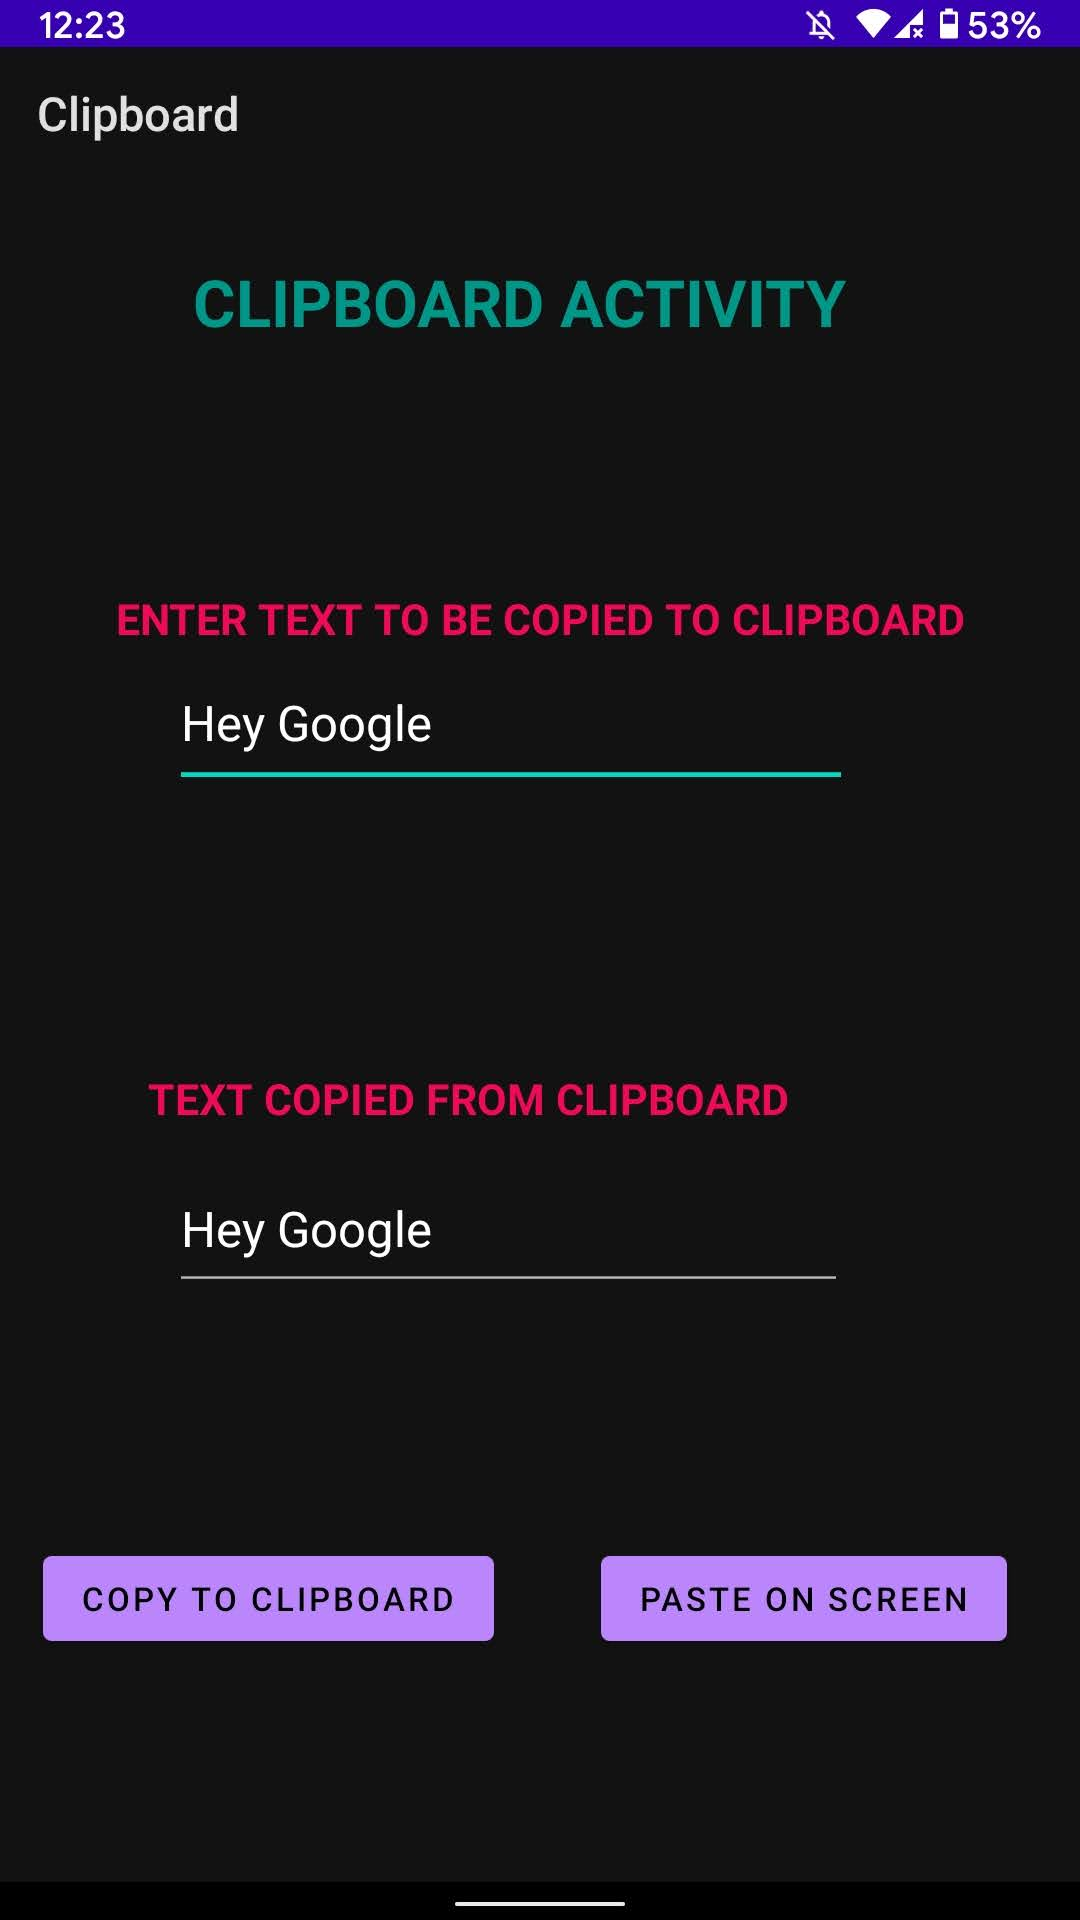 12:23 53%
Clipboard
CLIPBOARD ACTIVITY
ENTER TEXT TO BE COPIED TO CLIPBOARD
Hey Google
TEXT COPIED FROM CLIPBOARD
Hey Google
COPY TO CLIPBOARD PASTE ON SCREEN